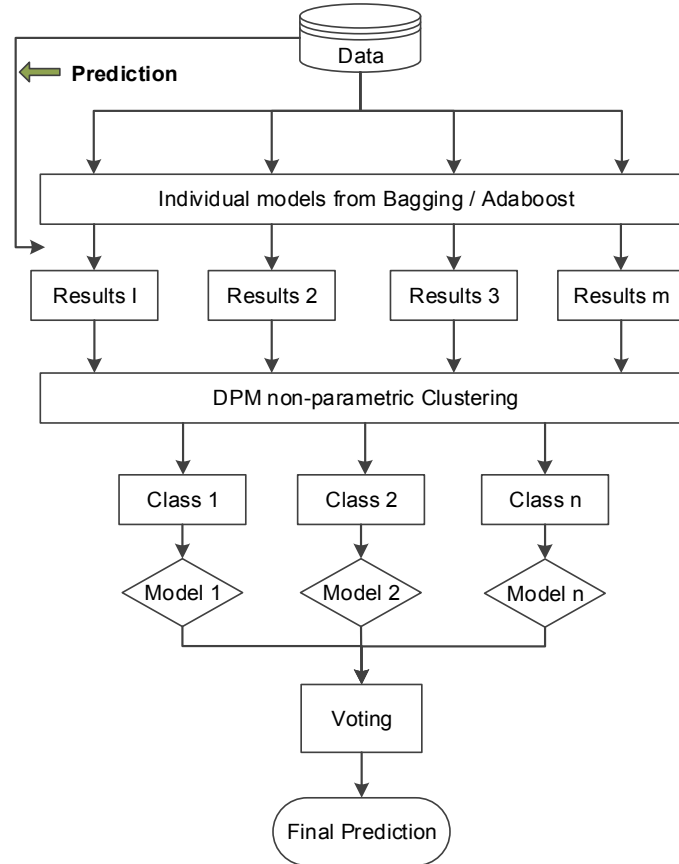 Data
Prediction
Individual models from Bagging / Adaboost
Results I
Results 2
Results 3
Results m
DPM non-parametric Clustering
Class 1
Class 2
Class n
Model 1
Model 2
Model n
Voting
Final Prediction